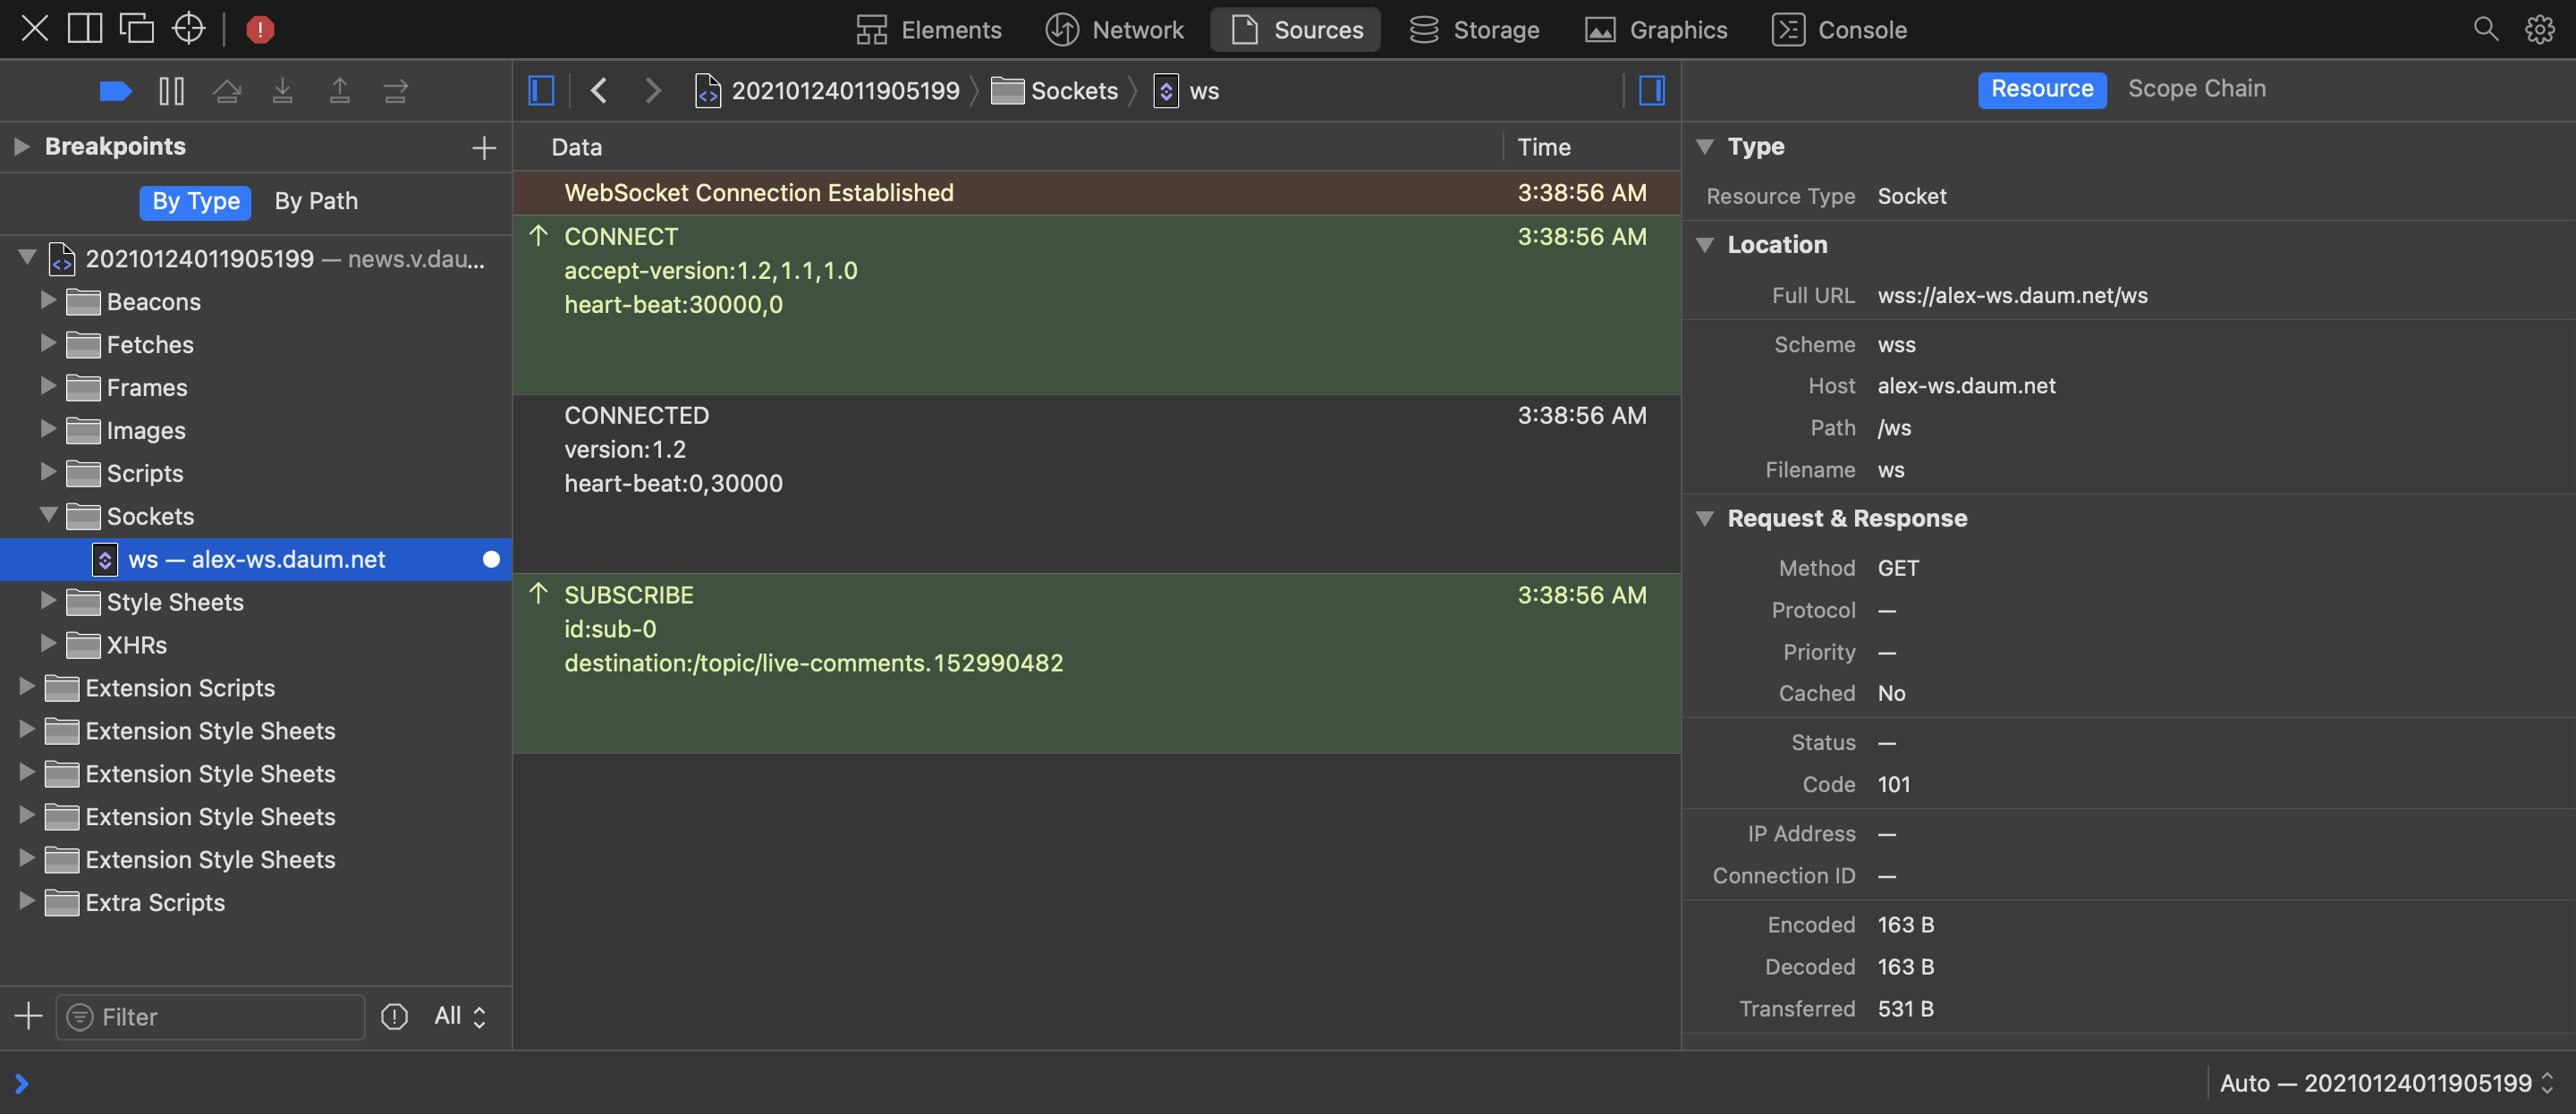 Elements
Network
Sources
Storage
Graphics
Console
20210124011905199
Sockets
ws
Resource
Scope Chain
Breakpoints
By Type
By Path
20210124011905199 — news.v.dau...
Beacons
Fetches
Frames
Images
Scripts
Sockets
ws — alex-ws.daum.net
Style Sheets
XHRs
Extension Scripts
Extension Style Sheets
Extension Style Sheets
Extension Style Sheets
Extension Style Sheets
Extra Scripts
Filter
All
Data Time
WebSocket Connection Established 3:38:56 AM
CONNECT 3:38:56 AM
accept-version:1.2,1.1,1.0
heart-beat:30000,0
CONNECTED 3:38:56 AM
version:1.2
heart-beat:0,30000
SUBSCRIBE 3:38:56 AM
id:sub-0
destination:/topic/live-comments.152990482
Type
Resource Type Socket
Location
Full URL wss://alex-ws.daum.net/ws
Scheme wss
Host alex-ws.daum.net
Path /ws
Filename ws
Request & Response
Method GET
Protocol —
Priority —
Cached No
Status —
Code 101
IP Address —
Connection ID —
Encoded 163 B
Decoded 163 B
Transferred 531 B
Auto — 20210124011905199